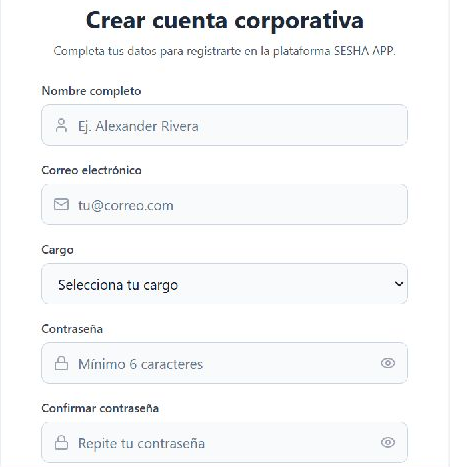 Crear cuenta corporativa
Completa tus datos para registrarte en la plataforma SESHA APP.
Nombre completo
Ej. Alexander Rivera
Correo electrónico
tu@correo.com
Cargo
Selecciona tu cargo
Contraseña
Mínimo 6 caracteres
Confirmar contraseña
Repite tu contraseña